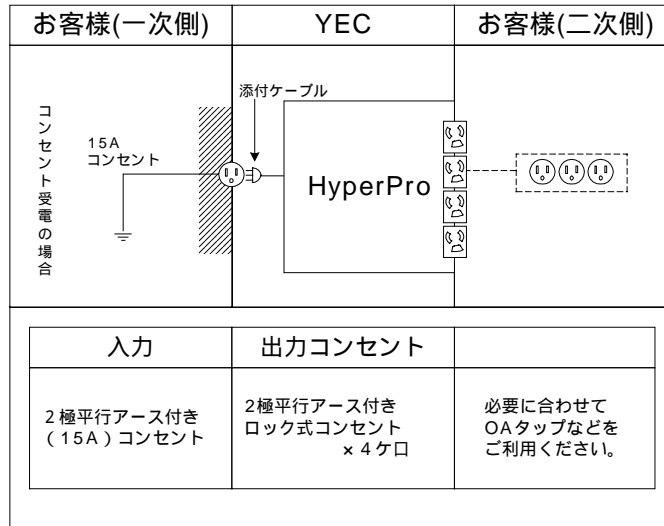 お客様(一次側)
YEC
お客様(二次側)
コンセント受電の場合
15A
コンセント
添付ケーブル
HyperPro
入力
出力コンセント
2極平行アース付き
(15A)コンセント
2極平行アース付き
ロック式コンセント
×4ケ口
必要に合わせて
OAタップなどを
ご利用ください。